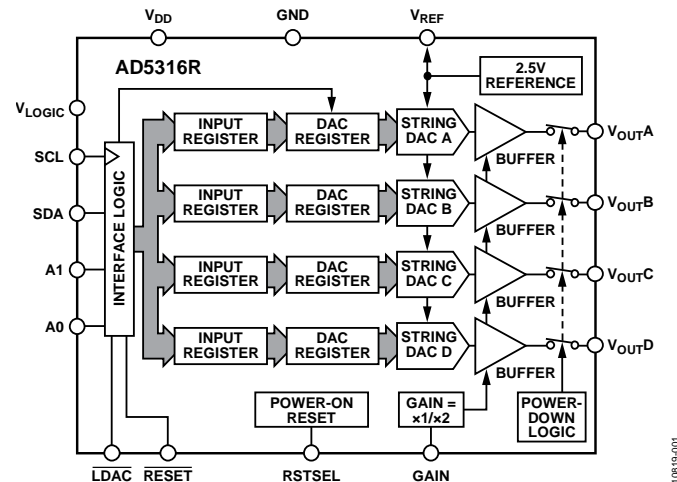 VDD
GND
VREF
AD5316R
2.5V
REFERENCE
VLOGIC
SCL
SDA
A1
A0
INTERFACE LOGIC
INPUT
REGISTER
DAC
REGISTER
STRING
DAC A
BUFFER
VOUTA
INPUT
REGISTER
DAC
REGISTER
STRING
DAC B
BUFFER
VOUTB
INPUT
REGISTER
DAC
REGISTER
STRING
DAC C
BUFFER
VOUTC
INPUT
REGISTER
DAC
REGISTER
STRING
DAC D
BUFFER
VOUTD
POWER-ON
RESET
GAIN =
×1/×2
POWER-
DOWN
LOGIC
LDAC
RESET
RSTSEL
GAIN
10819-001